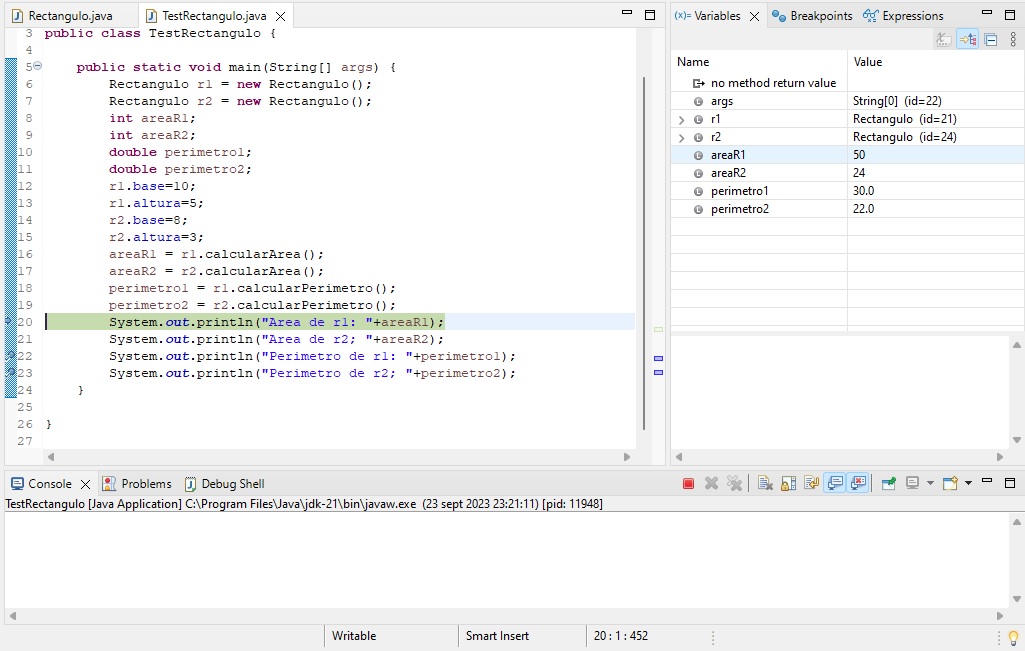 Rectangulo.java
TestRectangulo.java
3 public class TestRectangulo {
4
5 public static void main(String[] args) {
6 Rectangulo r1 = new Rectangulo();
7 Rectangulo r2 = new Rectangulo();
8 int areaR1;
9 int areaR2;
10 double perimetro1;
11 double perimetro2;
12 r1.base=10;
13 r1.altura=5;
14 r2.base=8;
15 r2.altura=3;
16 areaR1 = r1.calcularArea();
17 areaR2 = r2.calcularArea();
18 perimetro1 = r1.calcularPerimetro();
19 perimetro2 = r2.calcularPerimetro();
20 System.out.println("Area de r1: "+areaR1);
21 System.out.println("Area de r2; "+areaR2);
22 System.out.println("Perimetro de r1: "+perimetro1);
23 System.out.println("Perimetro de r2; "+perimetro2);
24 }
25
26 }
27
(x)= Variables
Breakpoints
Expressions
Name Value
no method return value
args String[0] (id=22)
r1 Rectangulo (id=21)
r2 Rectangulo (id=24)
areaR1 50
areaR2 24
perimetro1 30.0
perimetro2 22.0
Console
Problems
Debug Shell
TestRectangulo [Java Application] C:\Program Files\Java\jdk-21\bin\javaw.exe (23 sept 2023 23:21:11) [pid: 11948]
Writable
Smart Insert
20 : 1 : 452